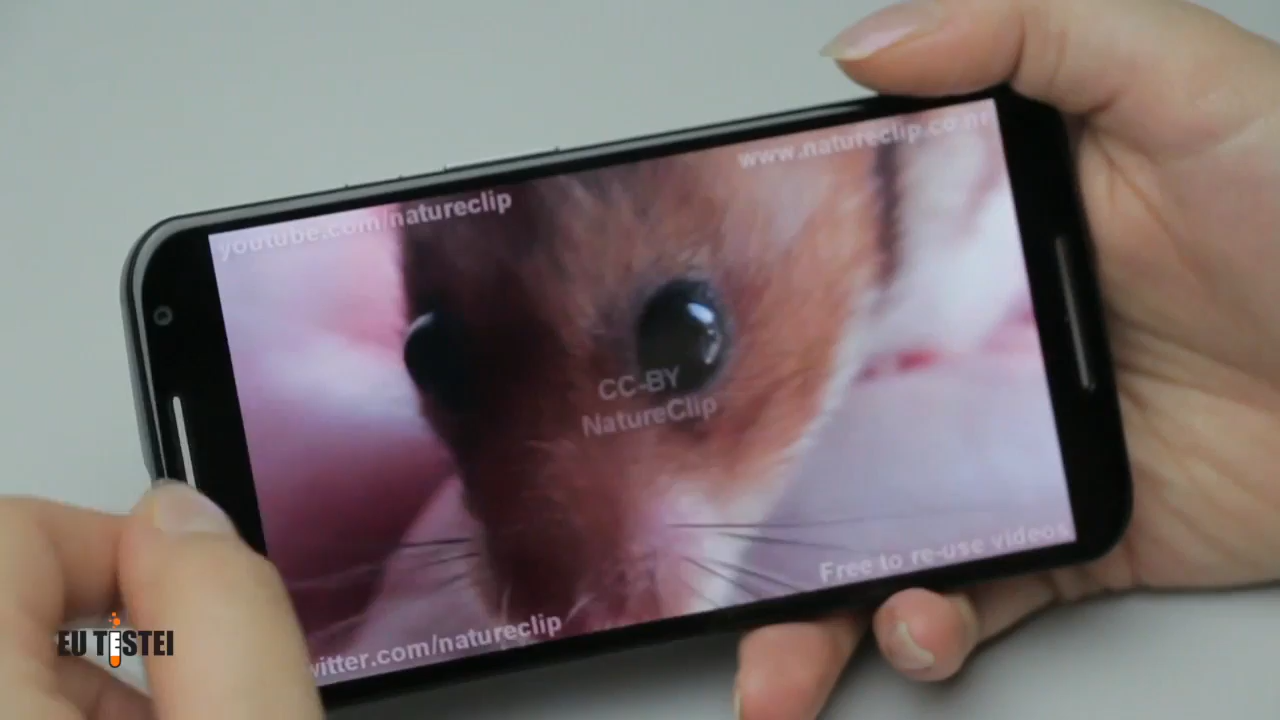 www.natureclip.co.nr
youtube.com/natureclip
CC-BY
NatureClip
Free to re-use videos
witter.com/natureclip
EU TESTEI